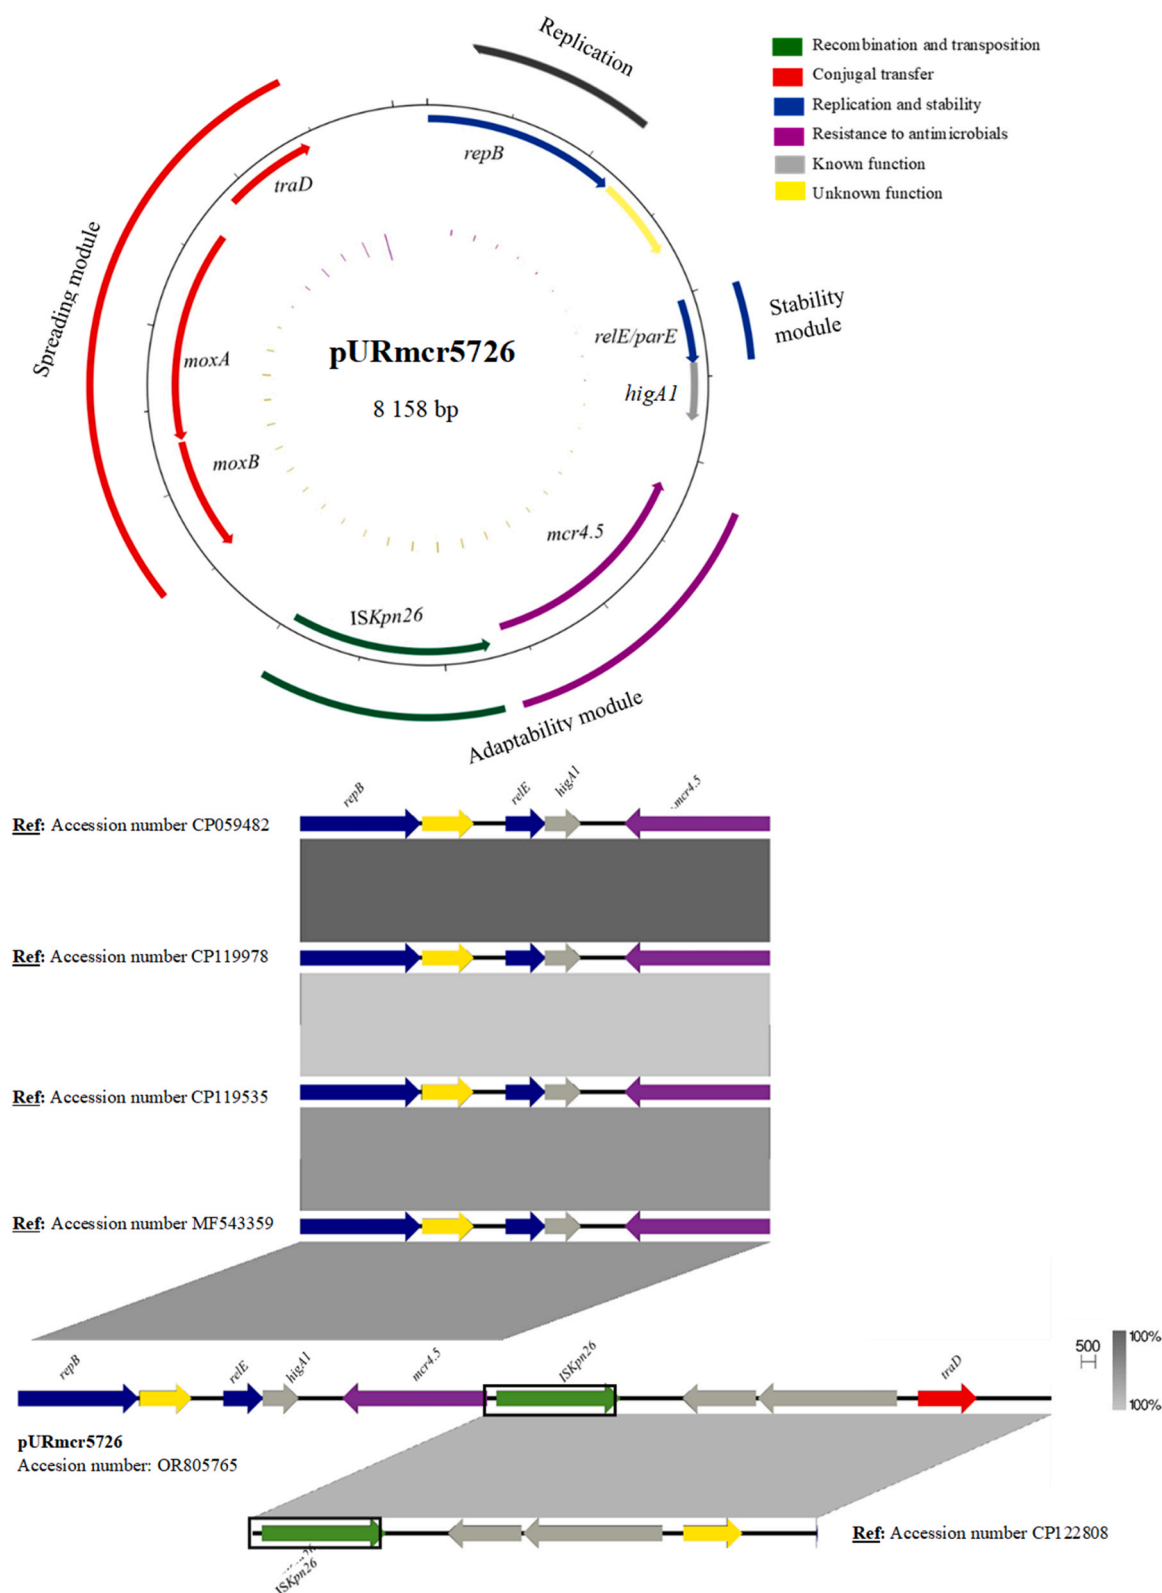 Replication
Recombination and transposition
Conjugal transfer
Replication and stability
Resistance to antimicrobials
Known function
Unknown function
repB
traD
Spreading module
Stability
module
relE/parE
pURmcr5726
moxA
higA1
8 158 bp
moxB
mcr4.5
ISKpn26
Adaptability module
repB
relE
higA1
mcr4.5
Ref: Accession number CP059482
Ref: Accession number CP119978
Ref: Accession number CP119535
Ref: Accession number MF543359
500
100%
100%
repB
relE
higA1
mcr4.5
ISKpn26
traD
pURmcr5726
Accesion number: OR805765
Ref: Accession number CP122808
ISKpn26